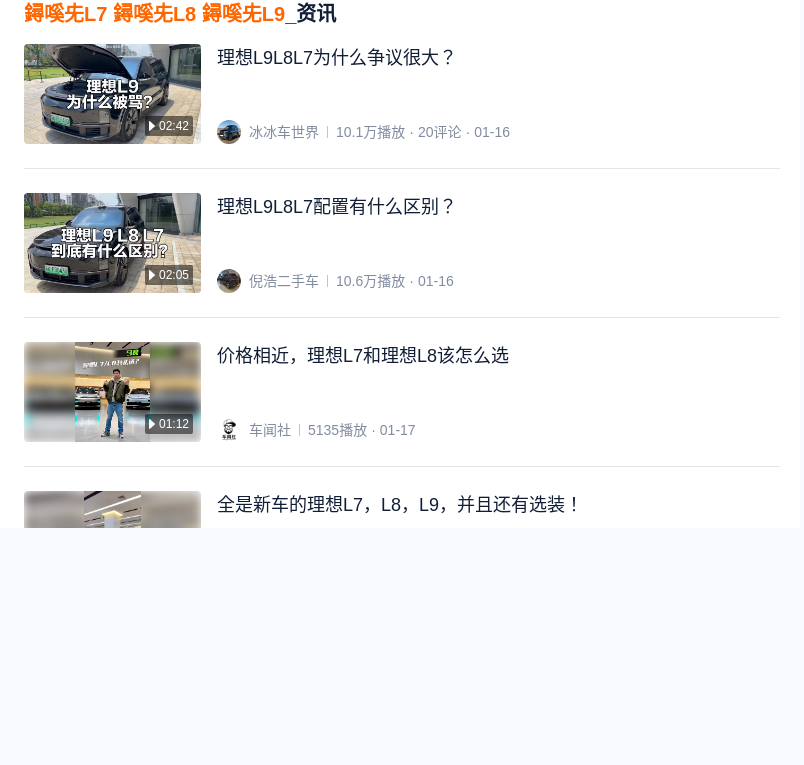 鐞嗘兂L7 鐞嗘兂L8 鐞嗘兂L9_资讯
理想L9
为什么被骂?
02:42
理想L9L8L7为什么争议很大？
冰冰车世界 | 10.1万播放 · 20评论 · 01-16
理想L9 L8 L7
到底有什么区别?
02:05
理想L9L8L7配置有什么区别？
倪浩二手车 | 10.6万播放 · 01-16
01:12
价格相近，理想L7和理想L8该怎么选
车闻社 | 5135播放 · 01-17
全是新车的理想L7，L8，L9，并且还有选装！